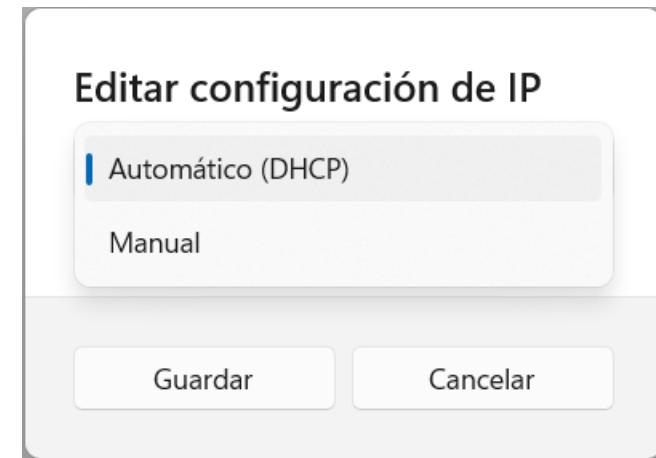 Editar configuración de IP
Automático (DHCP)
Manual
Guardar Cancelar